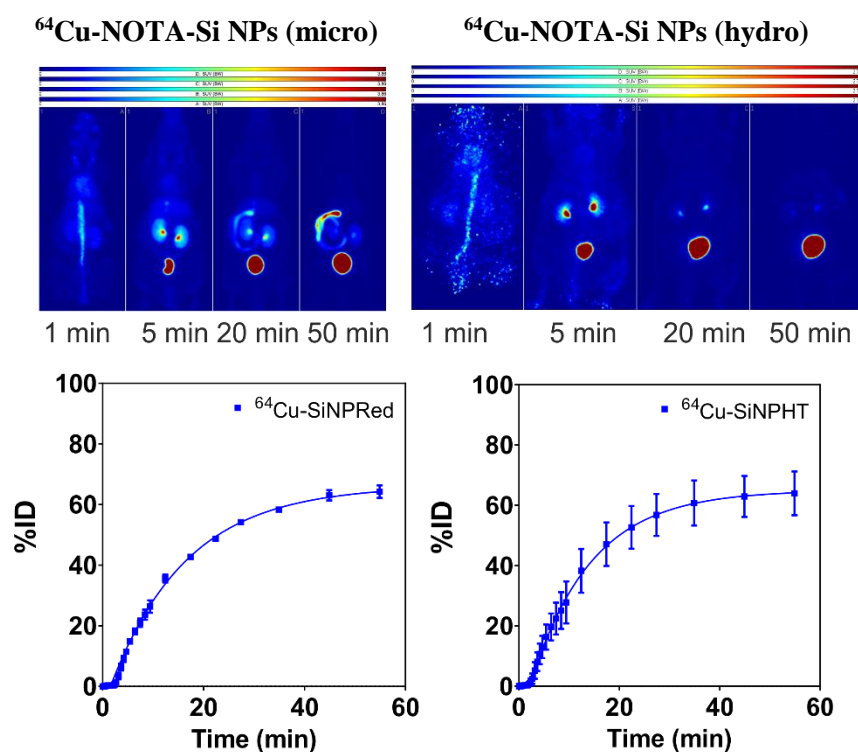 ⁶⁴Cu-NOTA-Si NPs (micro)
⁶⁴Cu-NOTA-Si NPs (hydro)
1 min
5 min
20 min
50 min
1 min
5 min
20 min
50 min
100
80
60
40
20
0
%ID
⁶⁴Cu-SiNPRed
0
20
40
60
Time (min)
100
80
60
40
20
0
%ID
⁶⁴Cu-SiNPHT
0
20
40
60
Time (min)